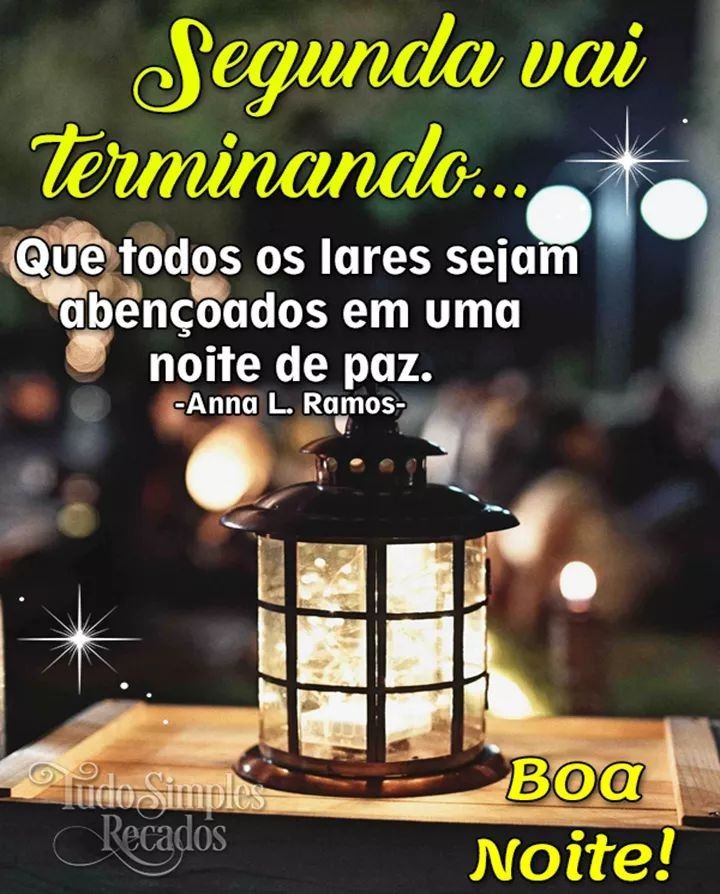 Segunda vai
terminando...
Que todos os lares sejam
abençoados em uma
noite de paz.
-Anna L. Ramos-
Tudo Simples
Recados
Boa
Noite!